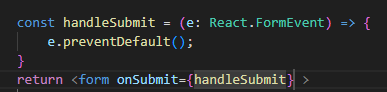 const handleSubmit = (e: React.FormEvent) => {
    e.preventDefault();
}
return <form onSubmit={handleSubmit} >